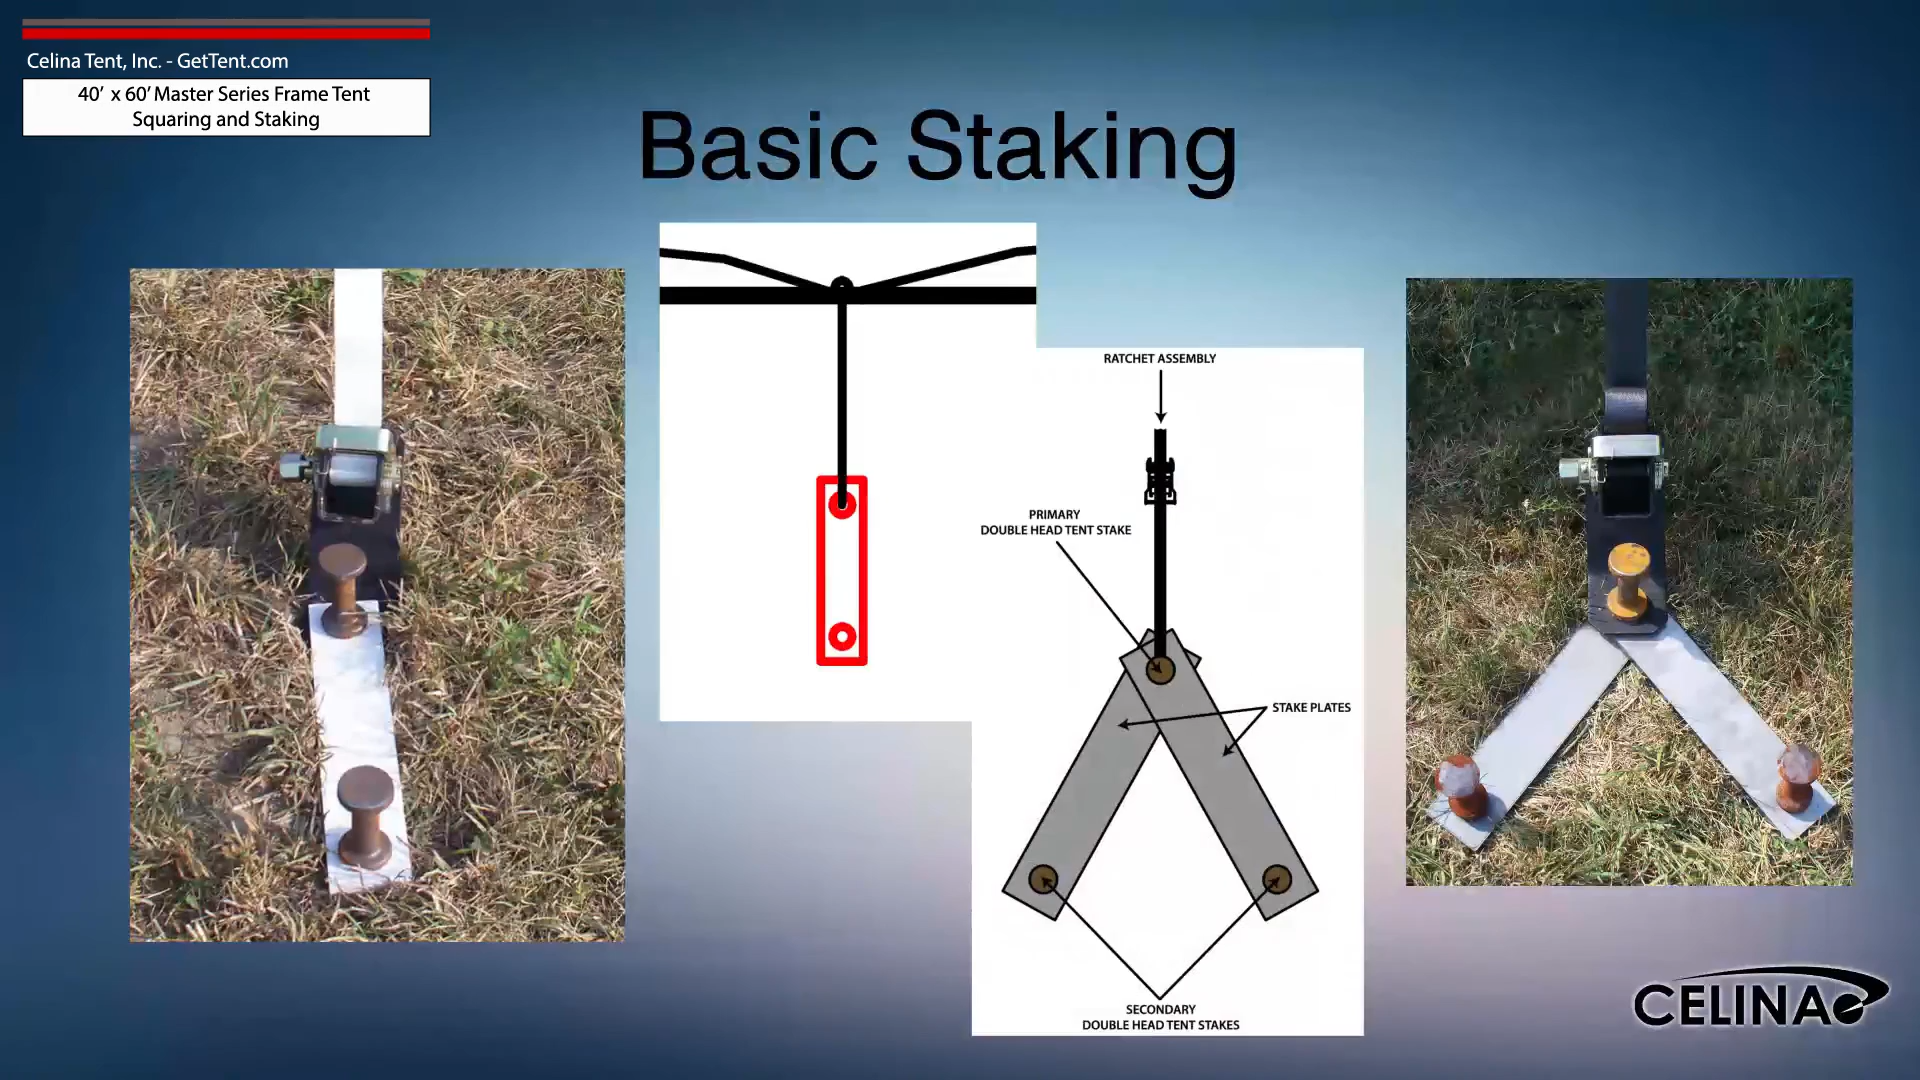 Celina Tent, Inc. - GetTent.com
40' x 60' Master Series Frame Tent
Squaring and Staking
Basic Staking
RATCHET ASSEMBLY
PRIMARY
DOUBLE HEAD TENT STAKE
STAKE PLATES
SECONDARY
DOUBLE HEAD TENT STAKES
CELINA